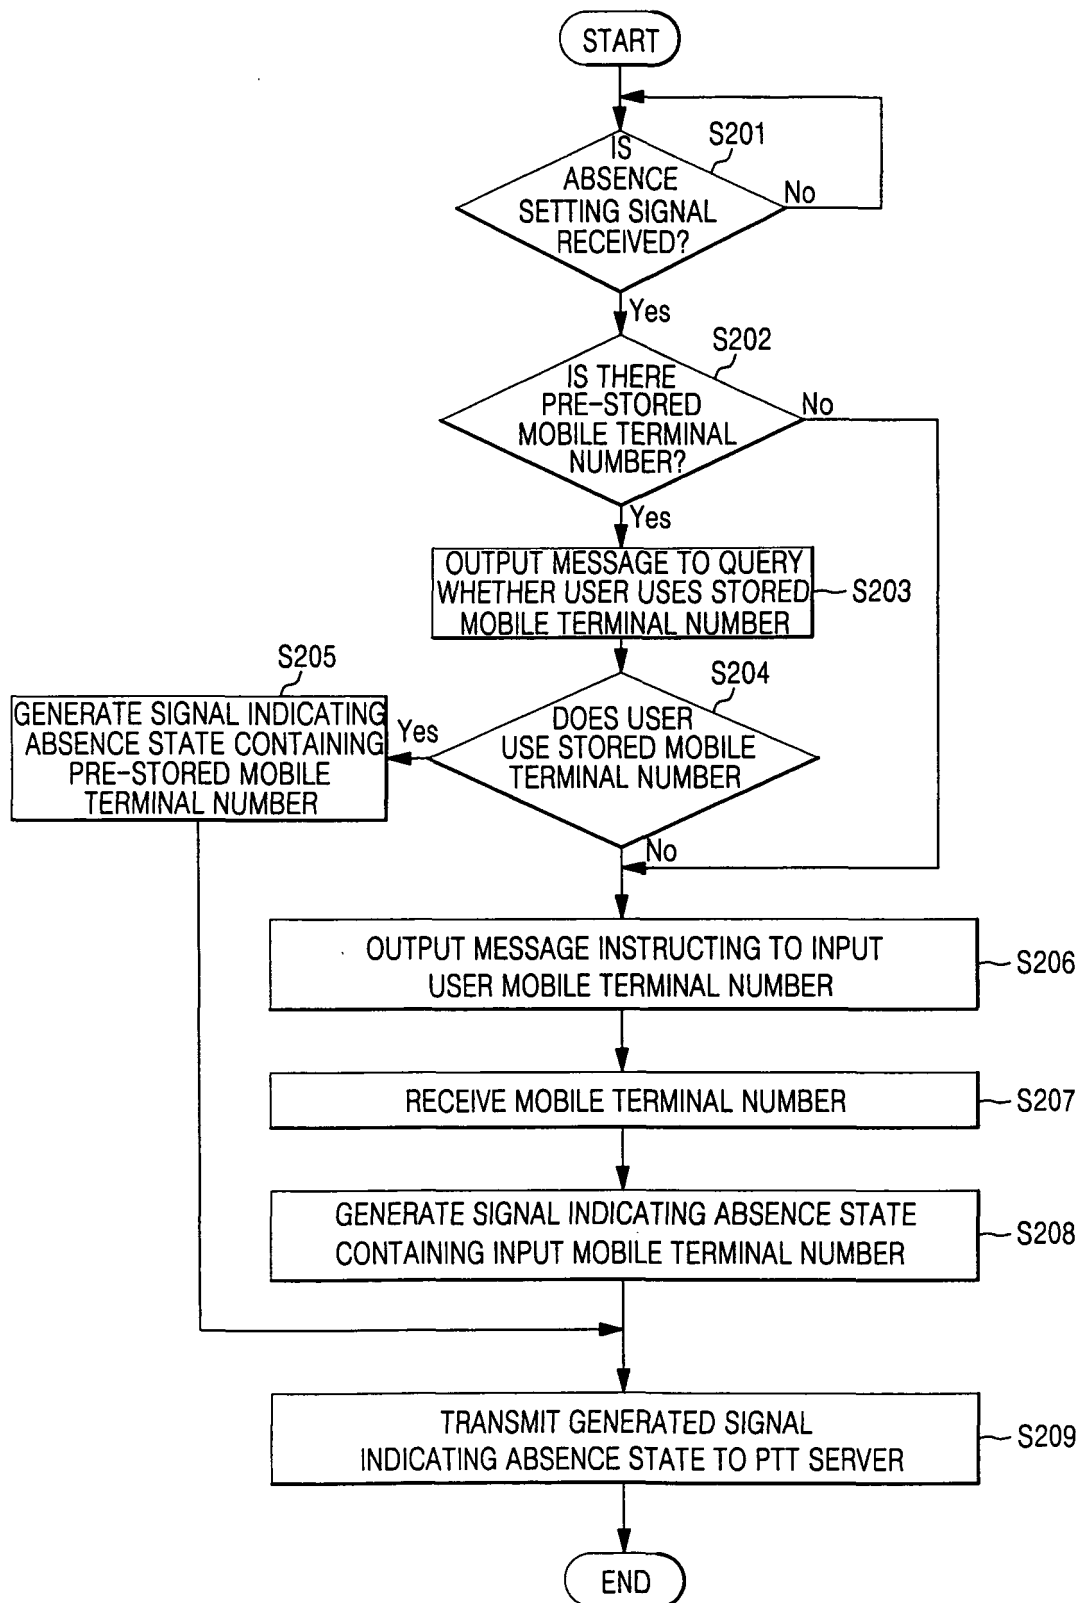 START
S201
IS
ABSENCE
SETTING SIGNAL
RECEIVED?
No
Yes
S202
IS THERE
PRE-STORED
MOBILE TERMINAL
NUMBER?
No
Yes
OUTPUT MESSAGE TO QUERY
WHETHER USER USES STORED
MOBILE TERMINAL NUMBER
S203
S204
DOES USER
USE STORED MOBILE
TERMINAL NUMBER
Yes
No
S205
GENERATE SIGNAL INDICATING
ABSENCE STATE CONTAINING
PRE-STORED MOBILE
TERMINAL NUMBER
OUTPUT MESSAGE INSTRUCTING TO INPUT
USER MOBILE TERMINAL NUMBER
S206
RECEIVE MOBILE TERMINAL NUMBER
S207
GENERATE SIGNAL INDICATING ABSENCE STATE
CONTAINING INPUT MOBILE TERMINAL NUMBER
S208
TRANSMIT GENERATED SIGNAL
INDICATING ABSENCE STATE TO PTT SERVER
S209
END